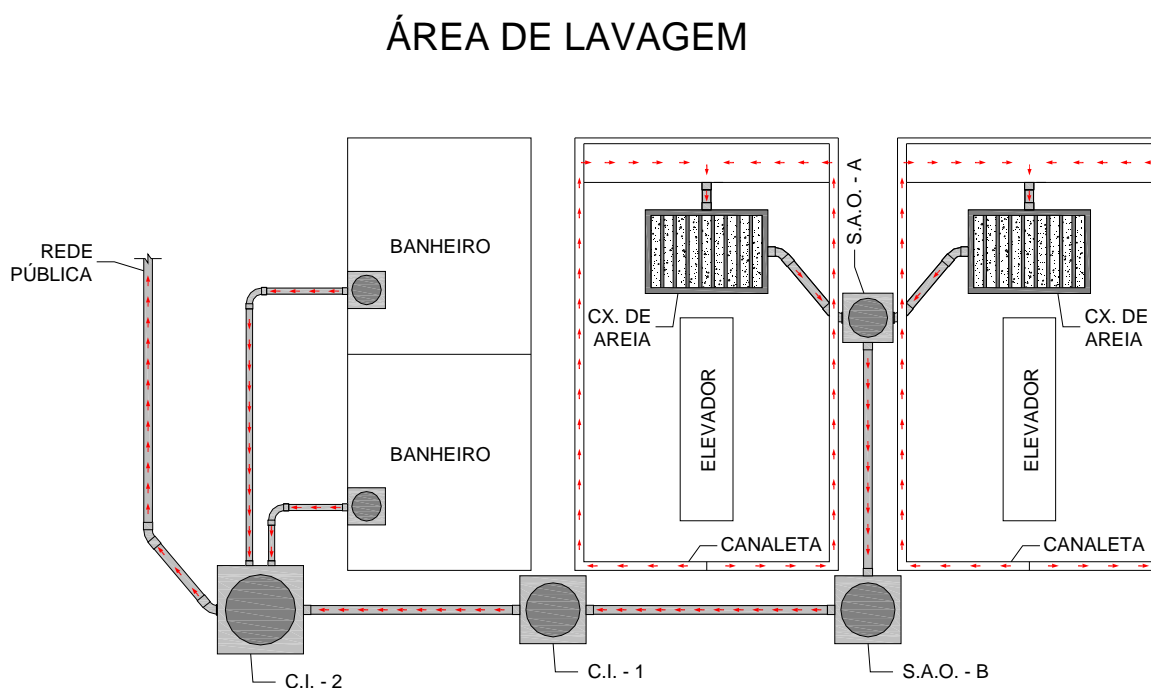 ÁREA DE LAVAGEM
REDE
PÚBLICA
BANHEIRO
BANHEIRO
CX. DE
AREIA
ELEVADOR
CANALETA
S.A.O. - A
CX. DE
AREIA
ELEVADOR
CANALETA
C.I. - 2
C.I. - 1
S.A.O. - B